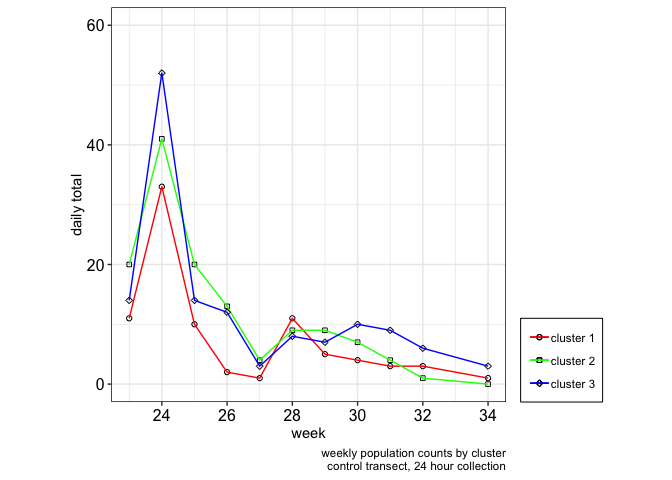 60
40
20
0
daily total
24 26 28 30 32 34
week
cluster 1
cluster 2
cluster 3
weekly population counts by cluster
control transect, 24 hour collection